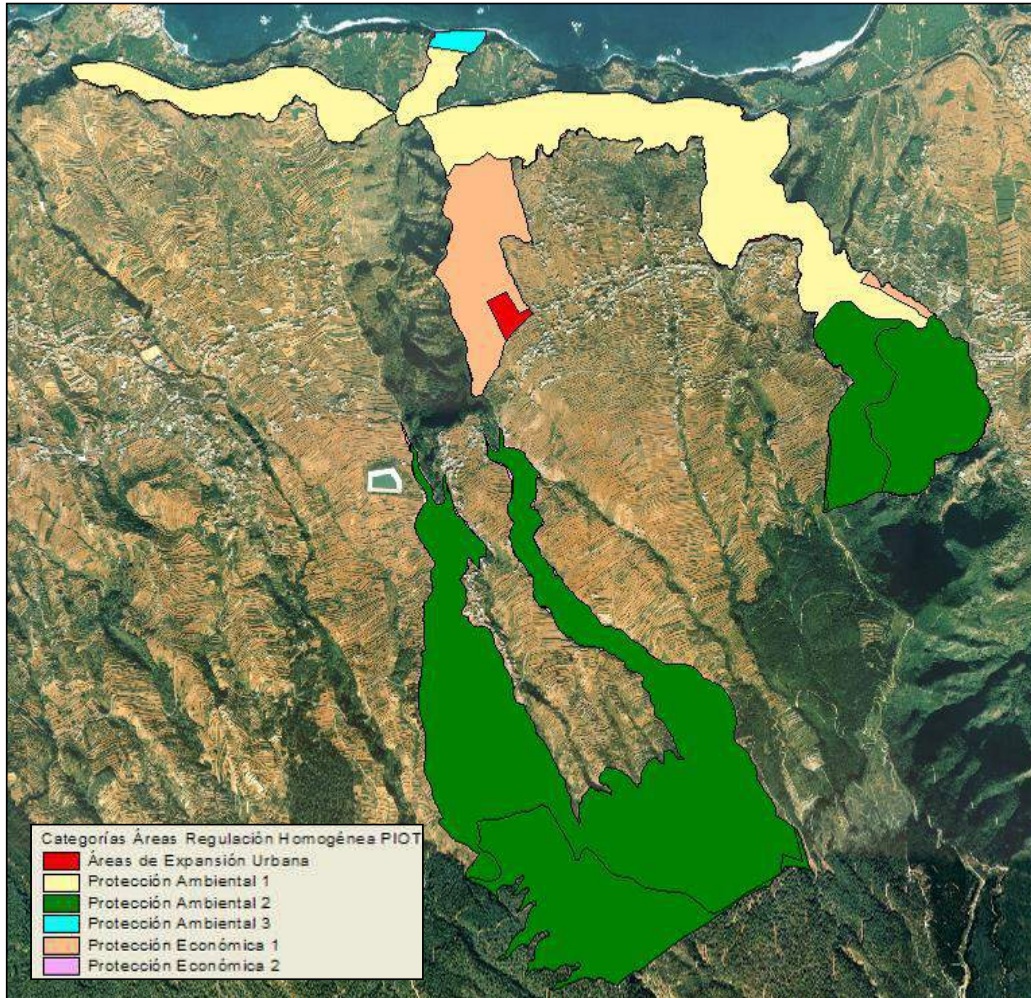 Categorías Áreas Regulación Homogénea PIOT
Áreas de Expansión Urbana
Protección Ambiental 1
Protección Ambiental 2
Protección Ambiental 3
Protección Económica 1
Protección Económica 2